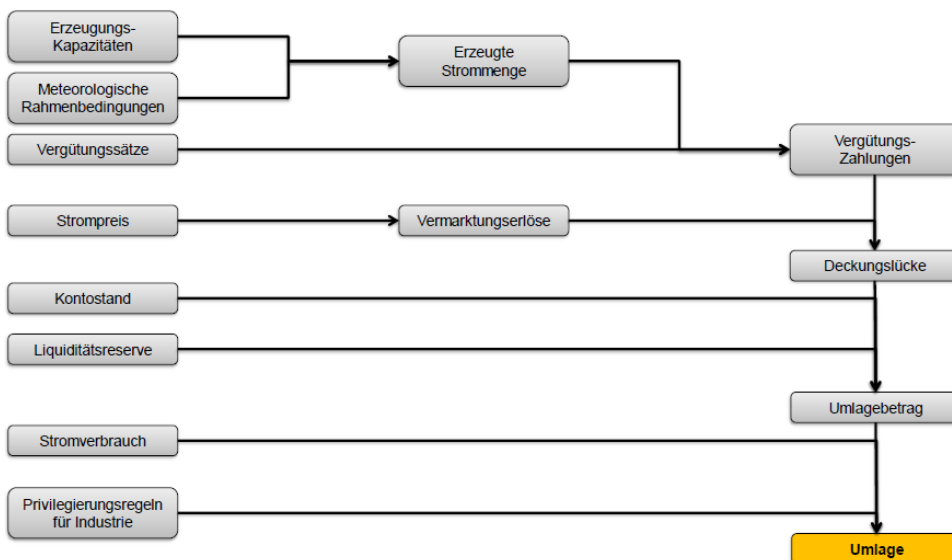 Erzeugungs-
Kapazitäten
Erzeugte
Strommenge
Meteorologische
Rahmenbedingungen
Vergütungssätze
Vergütungs-
Zahlungen
Strompreis
Vermarktungserlöse
Deckungslücke
Kontostand
Liquiditätsreserve
Umlagebetrag
Stromverbrauch
Privilegierungsregeln
für Industrie
Umlage